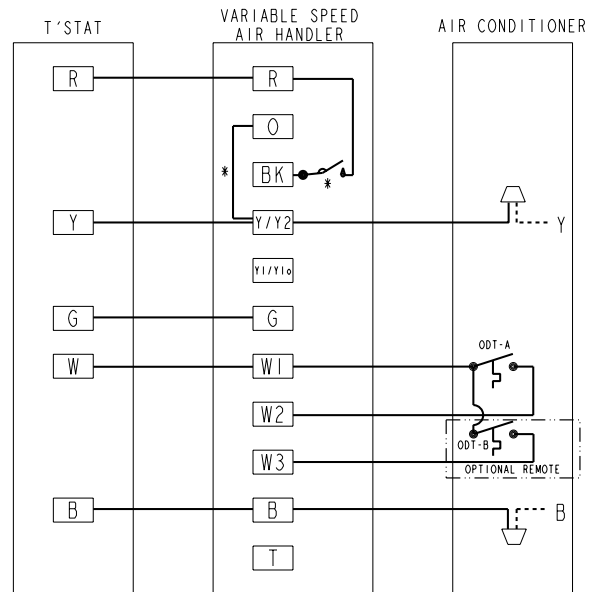 T'STAT
VARIABLE SPEED
AIR HANDLER
AIR CONDITIONER
R
R
O
*
BK
*
Y
Y/Y2
Y
Y1/Y1o
G
G
ODT-A
W
W1
W2
ODT-B
W3
OPTIONAL REMOTE
B
B
B
T